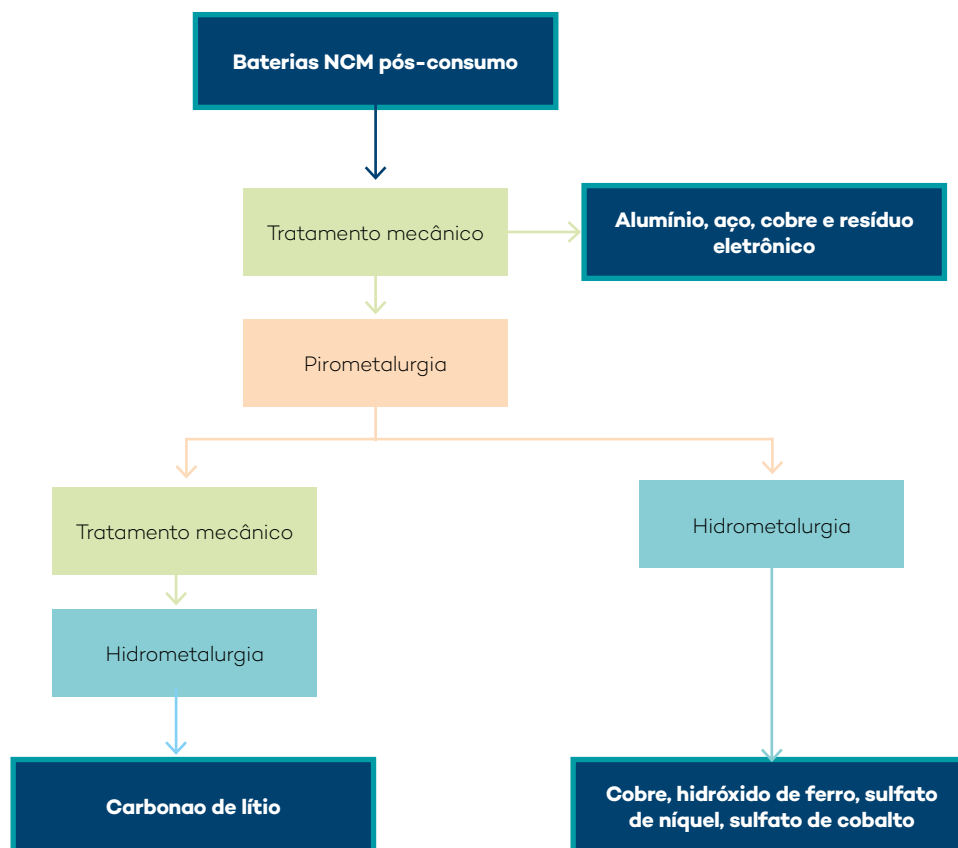 Baterias NCM pós-consumo
Tratamento mecânico
Alumínio, aço, cobre e resíduo
eletrônico
Pirometalurgia
Tratamento mecânico
Hidrometalurgia
Hidrometalurgia
Carbonao de lítio
Cobre, hidróxido de ferro, sulfato
de níquel, sulfato de cobalto